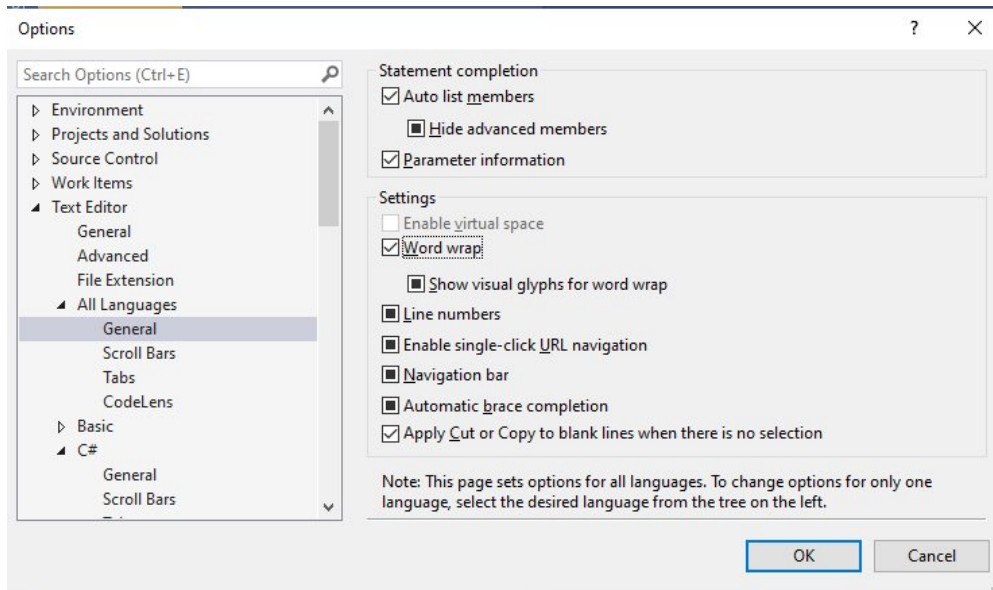 Options
?
Search Options (Ctrl+E)
Environment
Projects and Solutions
Source Control
Work Items
Text Editor
General
Advanced
File Extension
All Languages
General
Scroll Bars
Tabs
CodeLens
Basic
C#
General
Scroll Bars
Statement completion
Auto list members
Hide advanced members
Parameter information
Settings
Enable virtual space
Word wrap
Show visual glyphs for word wrap
Line numbers
Enable single-click URL navigation
Navigation bar
Automatic brace completion
Apply Cut or Copy to blank lines when there is no selection
Note: This page sets options for all languages. To change options for only one
language, select the desired language from the tree on the left.
OK
Cancel